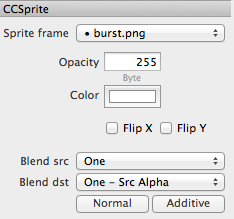 CCSprite
Sprite frame • burst.png
Opacity 255
Byte
Color
Flip X Flip Y
Blend src One
Blend dst One - Src Alpha
Normal Additive